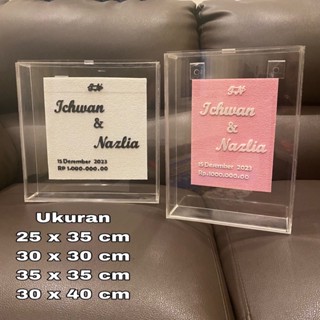 Ichwan
&
Nazlia
15 Desember 2023
RP 1.000.000,00
Ichwan
&
Nazlia
15 Desember 2023
Rp.1.000.000,00
Ukuran
25 x 35 cm
30 x 30 cm
35 x 35 cm
30 x 40 cm